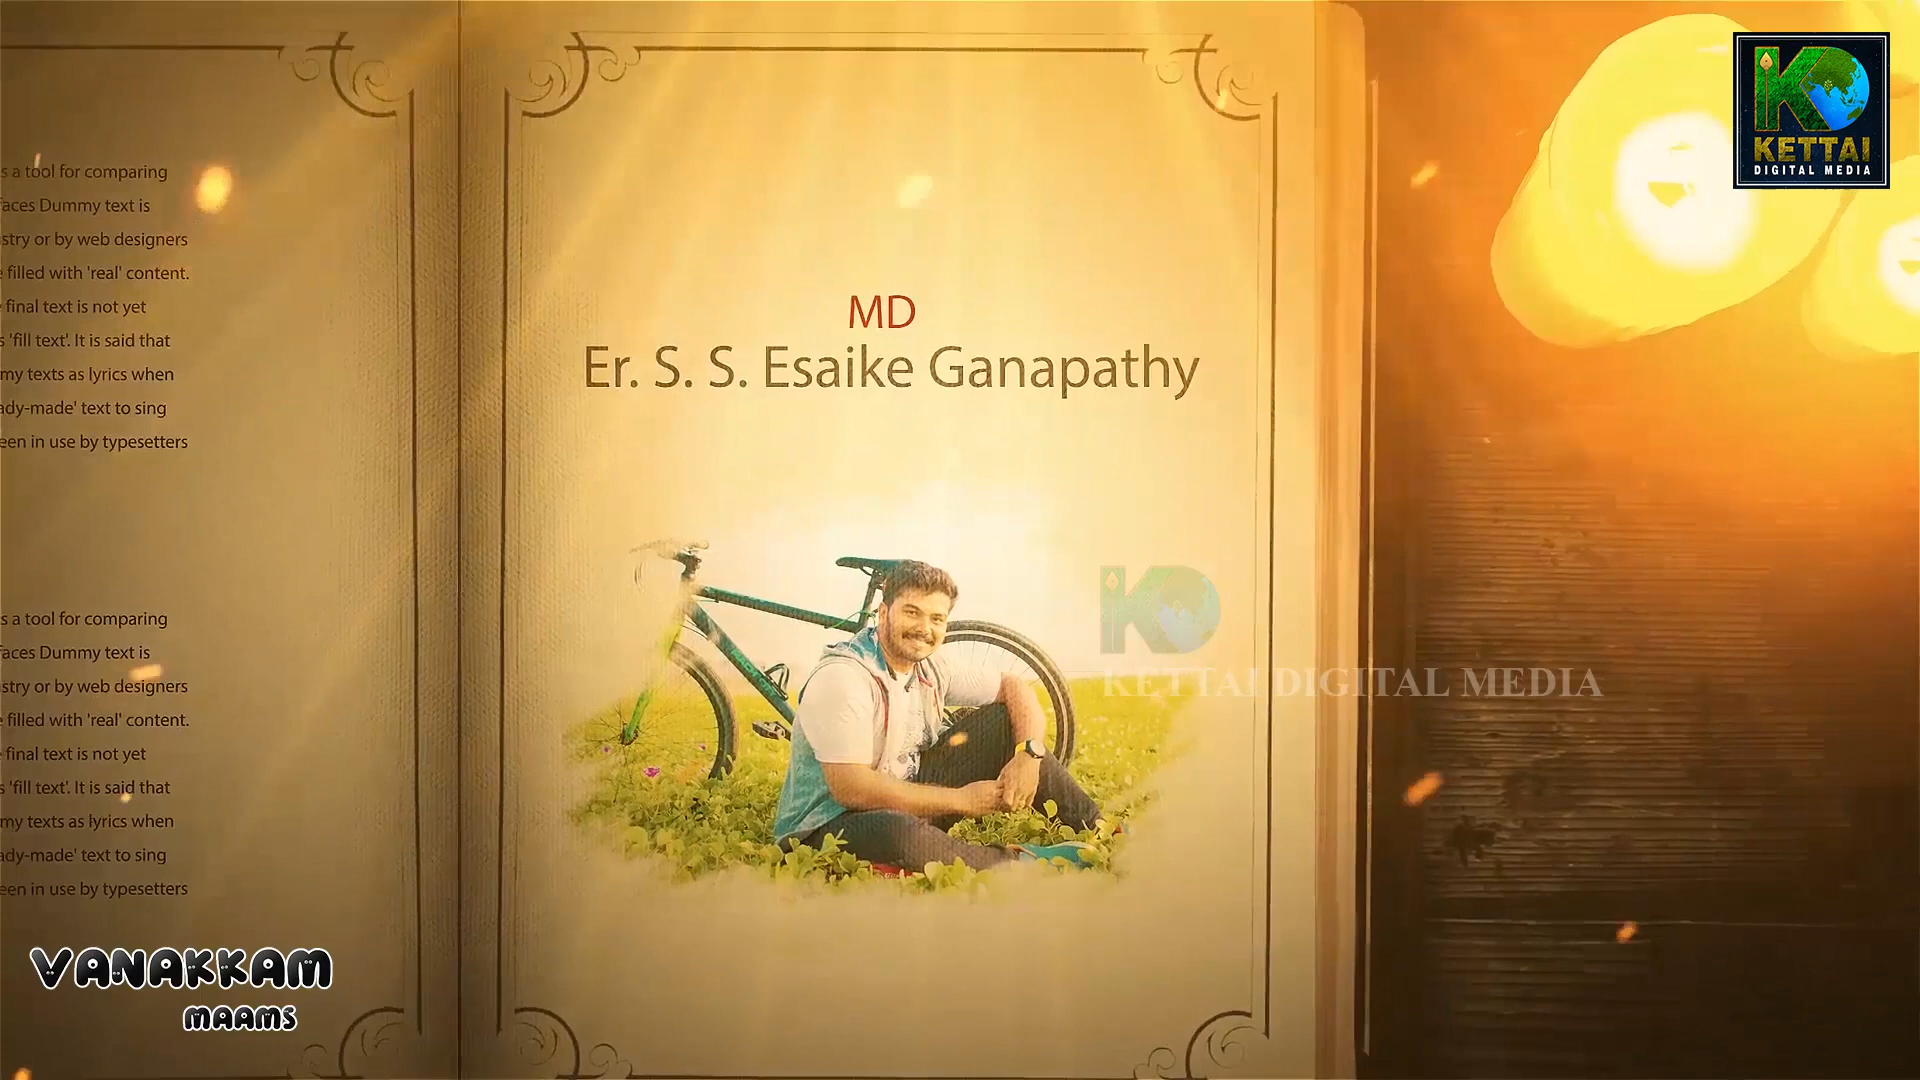 s a tool for comparing
faces Dummy text is
stry or by web designers
e filled with 'real' content.
e final text is not yet
s 'fill text'. It is said that
my texts as lyrics when
ady-made' text to sing
een in use by typesetters
s a tool for comparing
faces Dummy text is
stry or by web designers
e filled with 'real' content.
e final text is not yet
s 'fill text'. It is said that
my texts as lyrics when
ady-made' text to sing
een in use by typesetters
VANAKKAM
MAAMS
MD
Er. S. S. Esaike Ganapathy
KETTAI DIGITAL MEDIA
KD
KETTAI
DIGITAL MEDIA